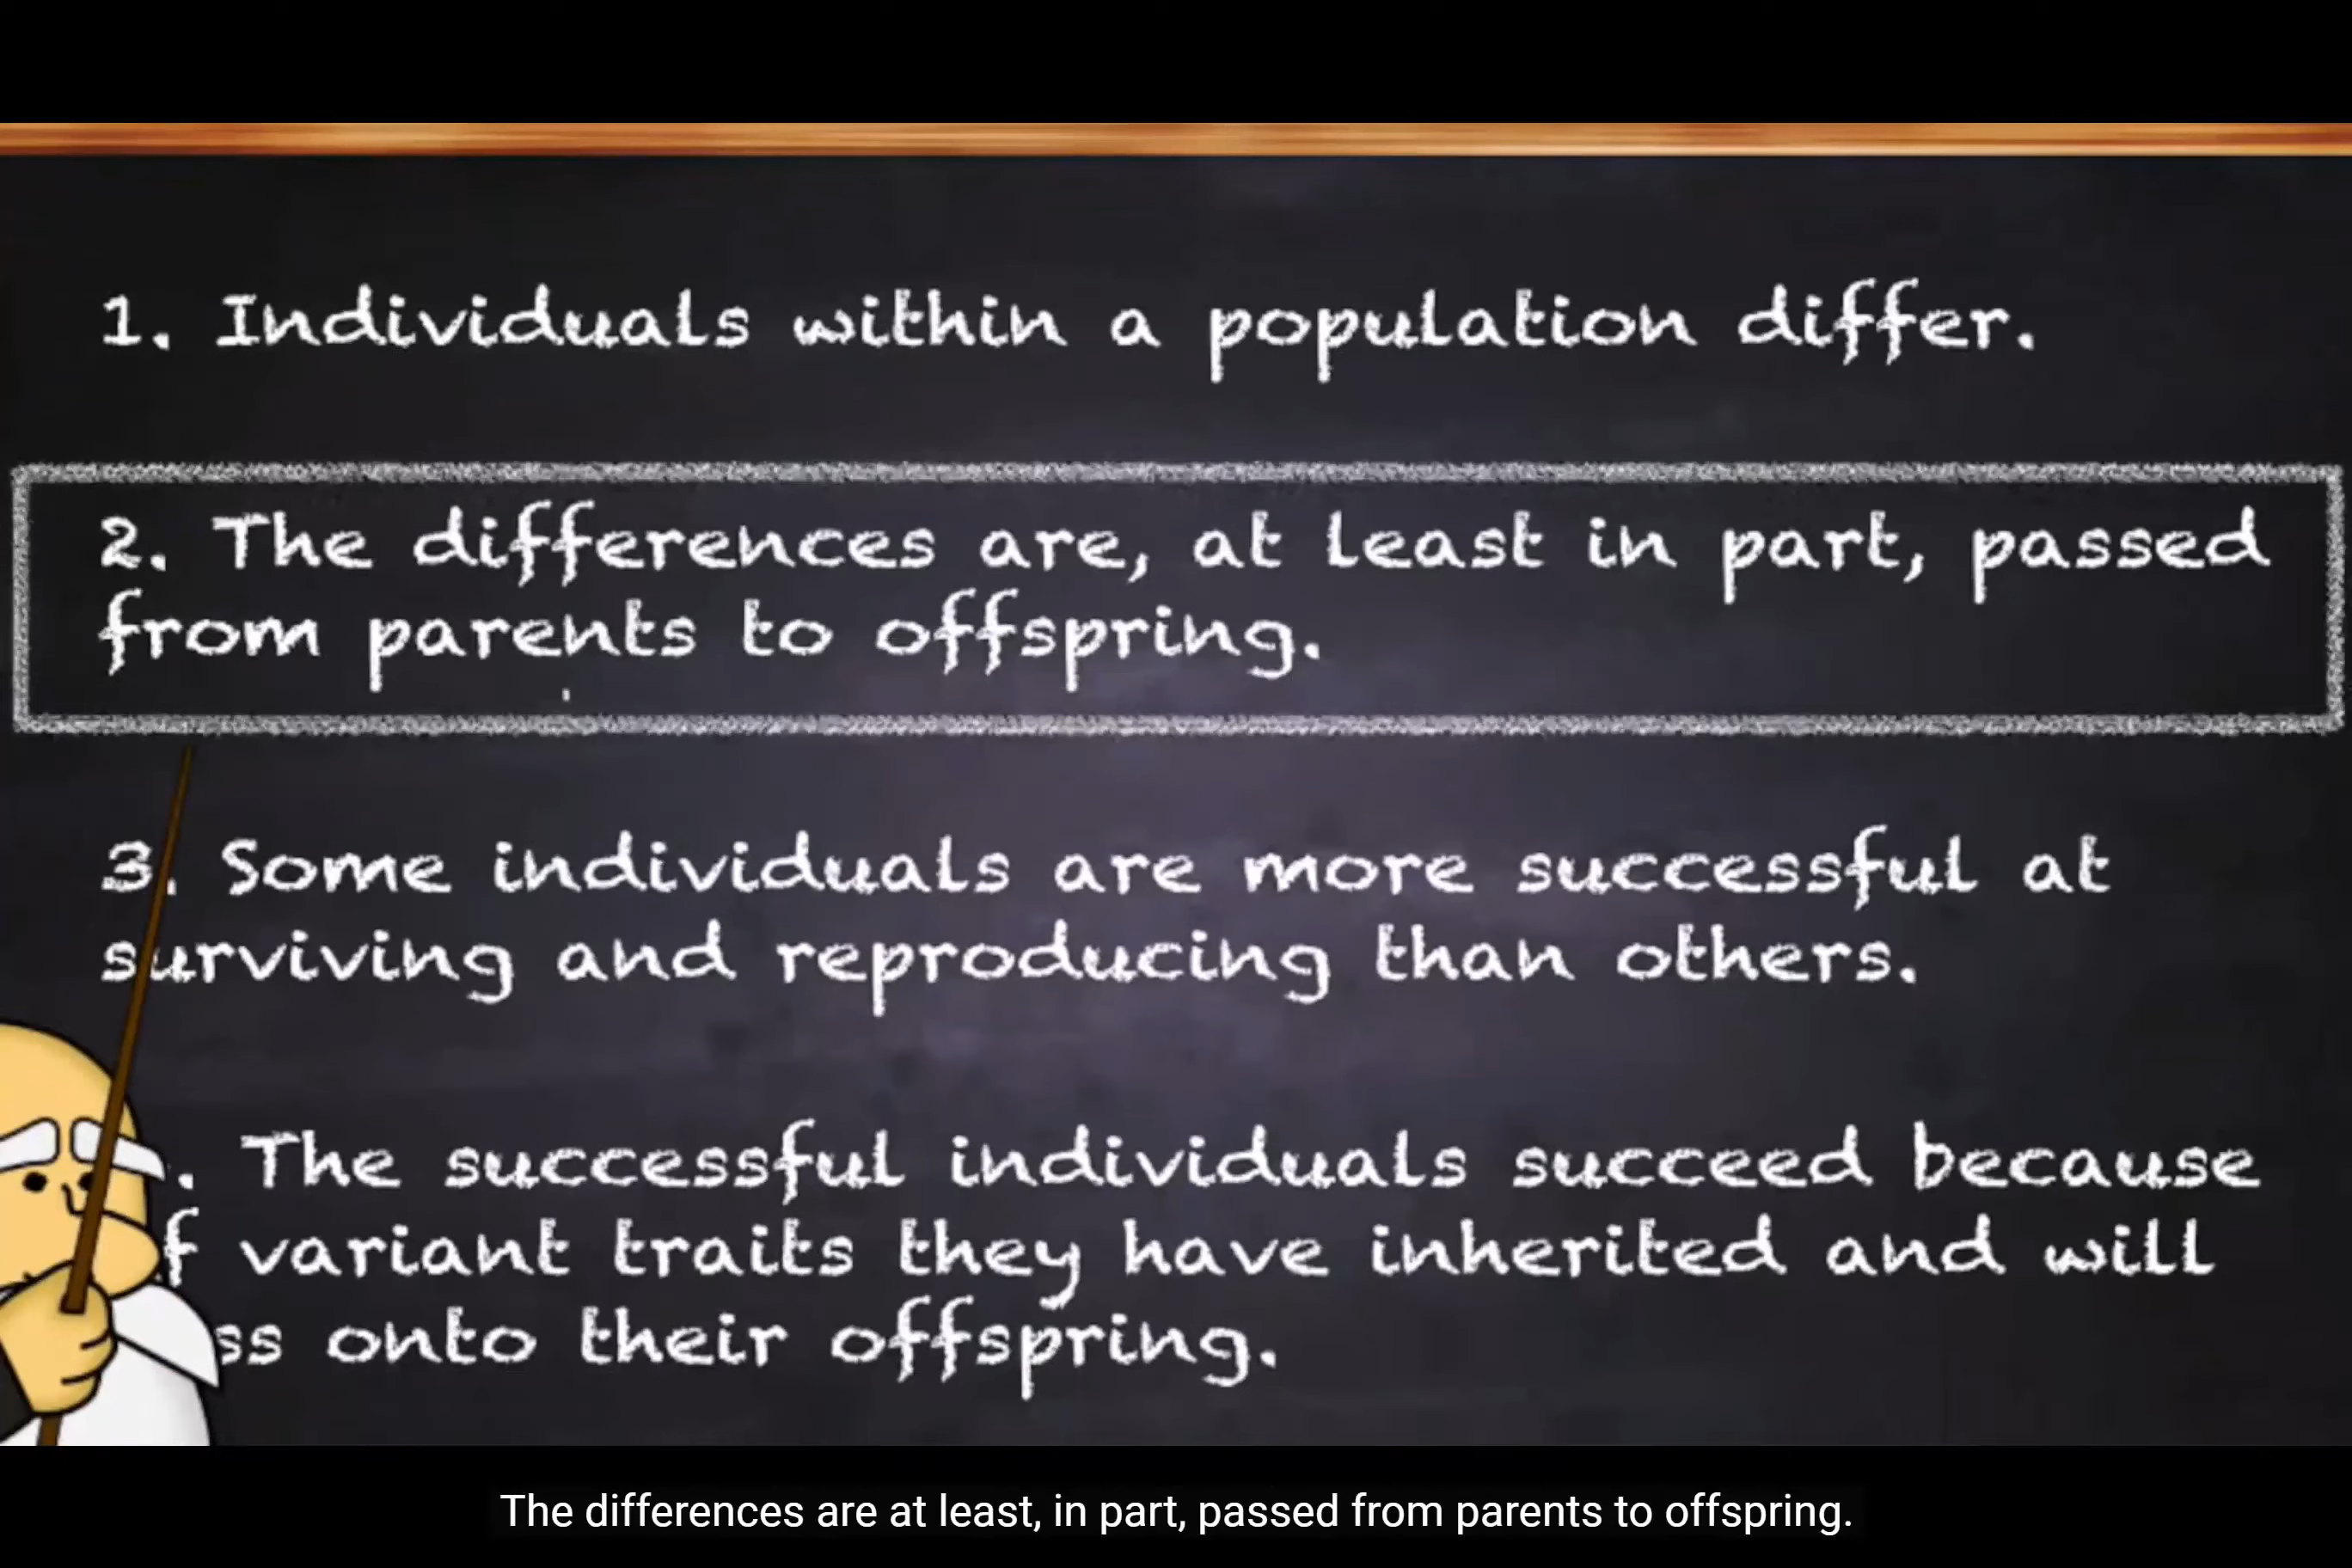 1. Individuals within a population differ.
2. The differences are, at least in part, passed
from parents to offspring.
3. Some individuals are more successful at
surviving and reproducing than others.
. The successful individuals succeed because
f variant traits they have inherited and will
ss onto their offspring.
The differences are at least, in part, passed from parents to offspring.